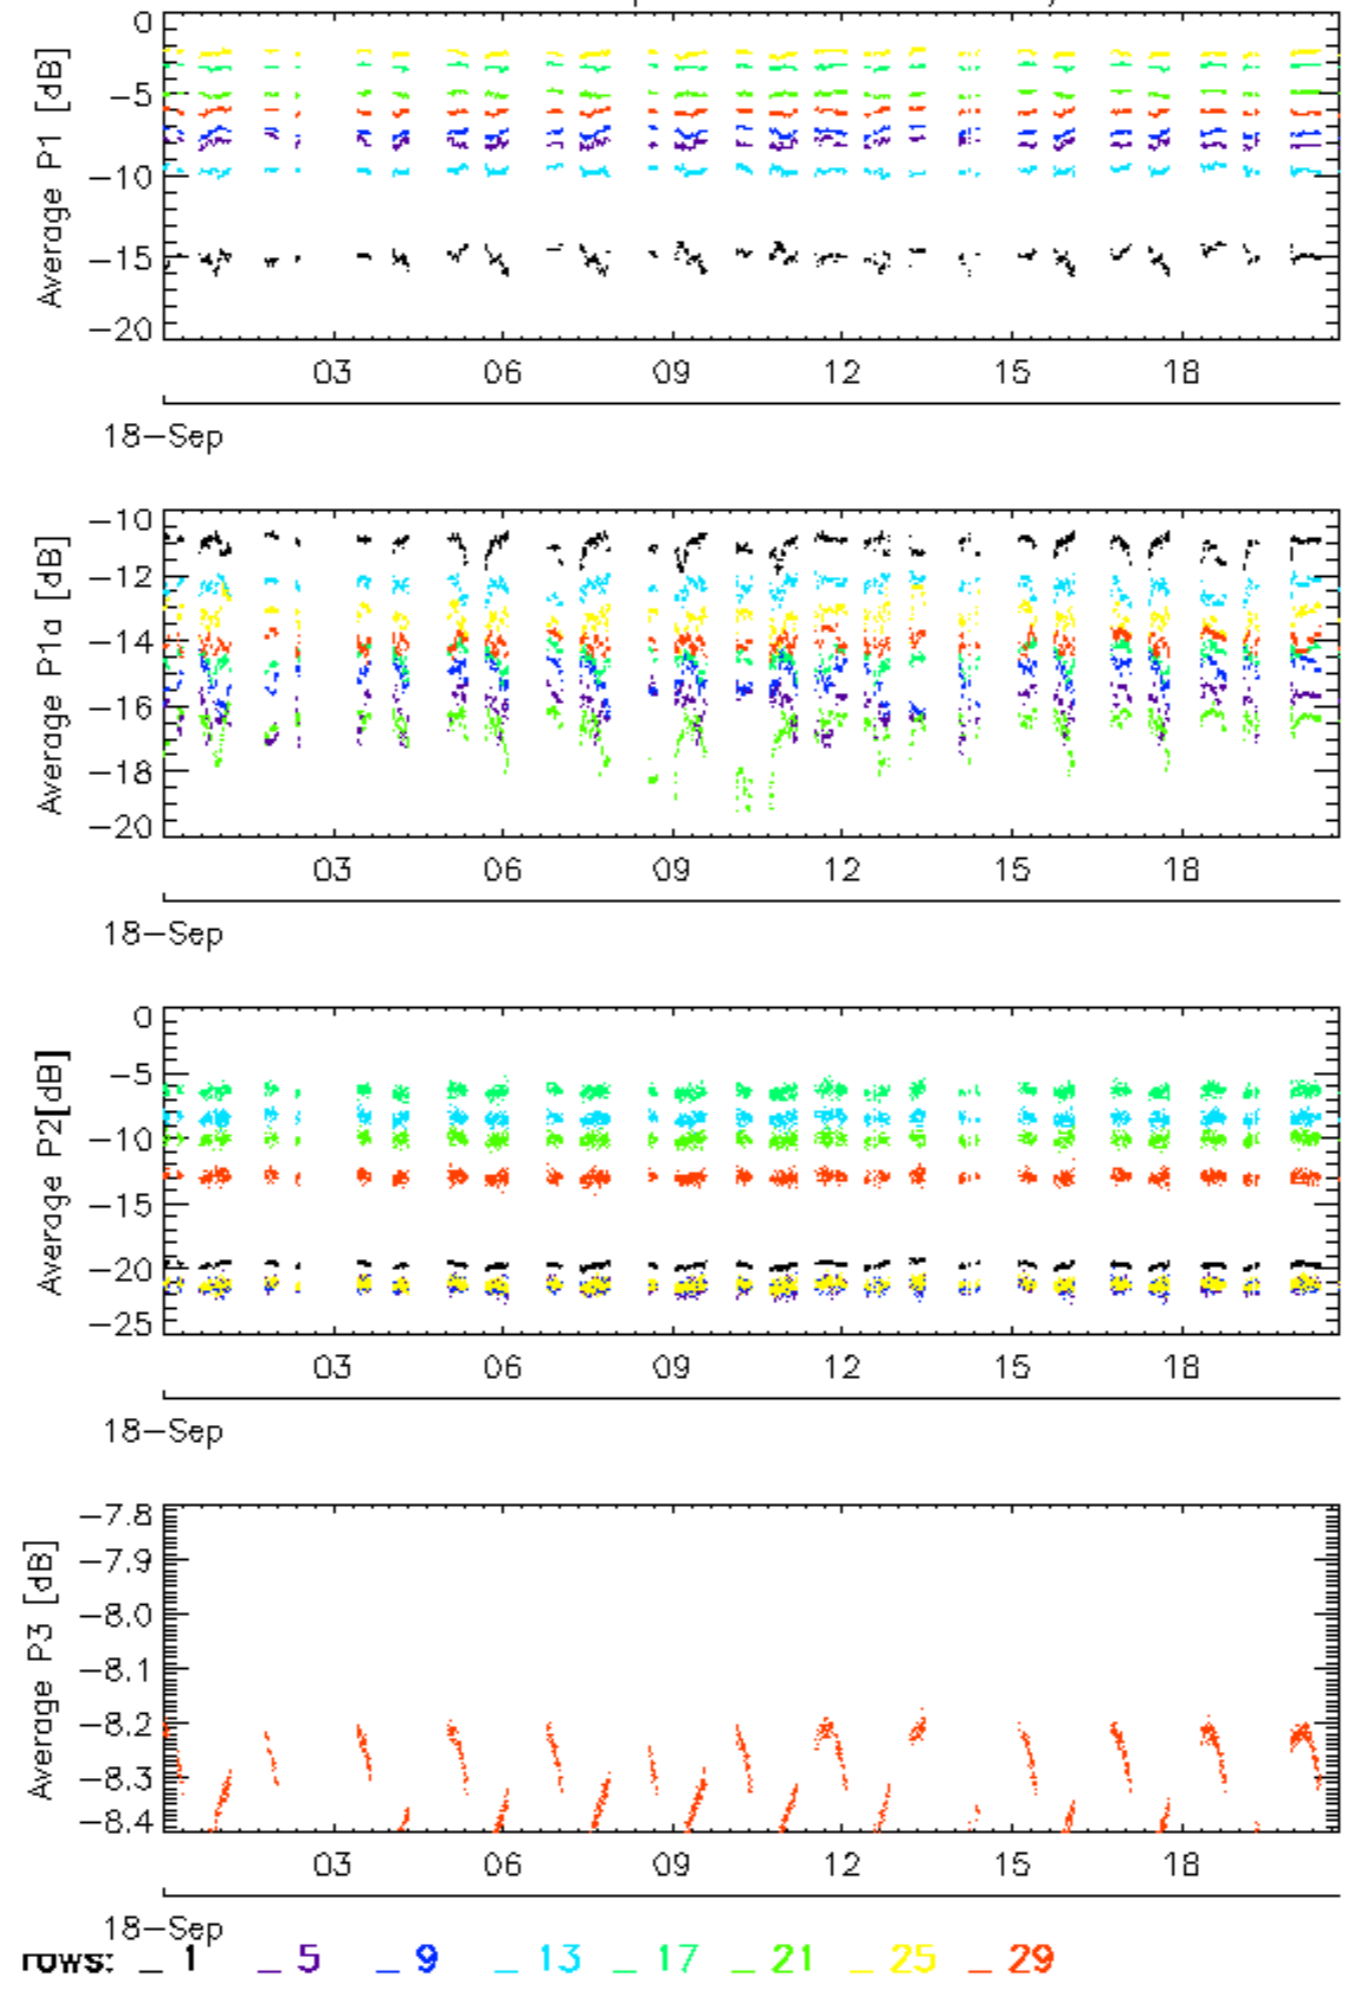 0
−5
−10
−15
−20
Average P1 [dB]
03 06 09 12 15 18
18−Sep
−10
−12
−14
−16
−18
−20
Average P1a [dB]
03 06 09 12 15 18
18−Sep
0
−5
−10
−15
−20
−25
Average P2[dB]
03 06 09 12 15 18
18−Sep
−7.8
−7.9
−8.0
−8.1
−8.2
−8.3
−8.4
Average P3 [dB]
03 06 09 12 15 18
18−Sep
rows: _ 1 _ 5 _ 9 _ 13 _ 17 _ 21 _ 25 _ 29